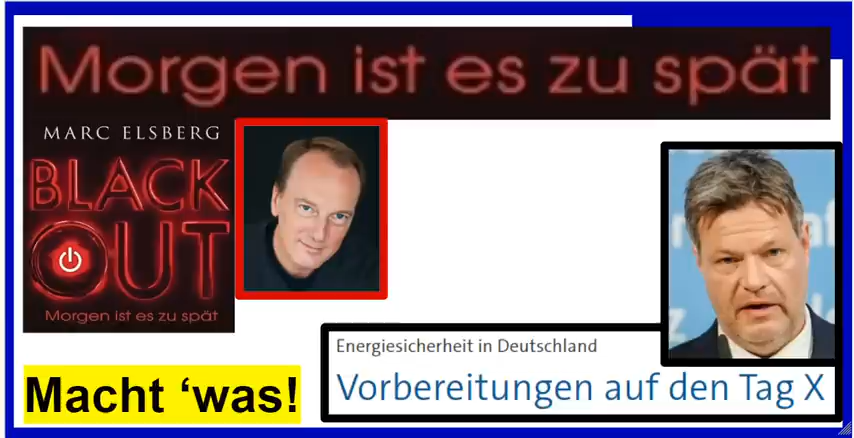 Morgen ist es zu spät
MARC ELSBERG
BLACK
OUT
Morgen ist es zu spät
Energiesicherheit in Deutschland
Macht ‘was!
Vorbereitungen auf den Tag X